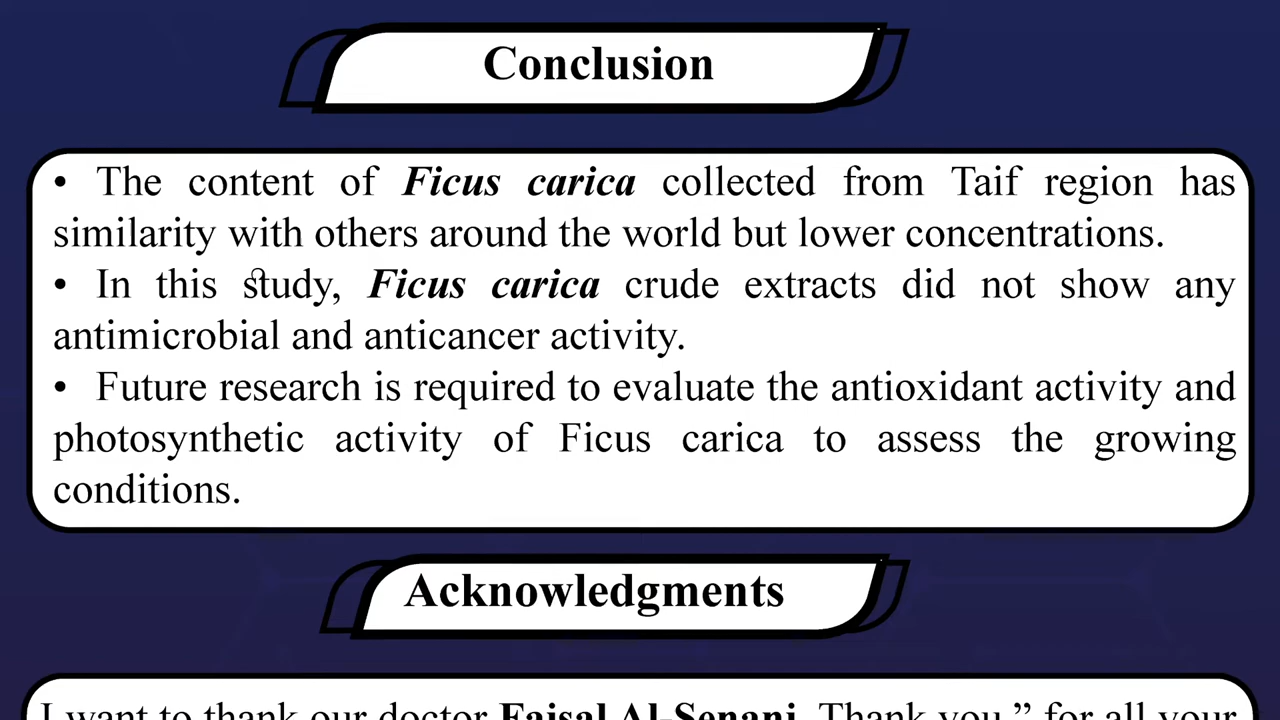 Conclusion
• The content of Ficus carica collected from Taif region has
similarity with others around the world but lower concentrations.
• In this study, Ficus carica crude extracts did not show any
antimicrobial and anticancer activity.
• Future research is required to evaluate the antioxidant activity and
photosynthetic activity of Ficus carica to assess the growing
conditions.
Acknowledgments
I want to thank our doctor Faisal Al-Senani. Thank you ” for all your